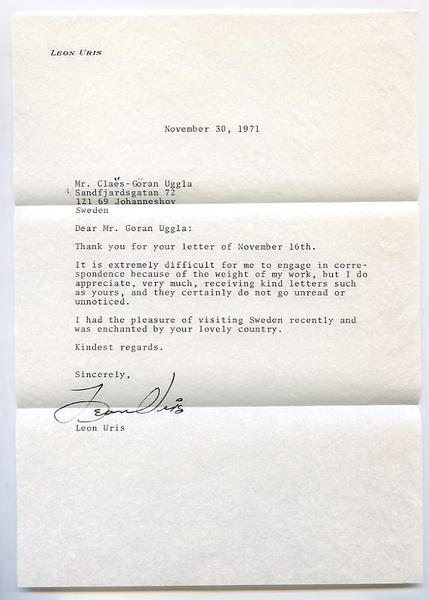 LEON URIS
November 30, 1971
Mr. Claës-Göran Uggla
Sandfjardsgatan 72
121 69 Johanneshov
Sweden
Dear Mr. Goran Uggla:
Thank you for your letter of November 16th.
It is extremely difficult for me to engage in corre-
spondence because of the weight of my work, but I do
appreciate, very much, receiving kind letters such
as yours, and they certainly do not go unread or
unnoticed.
I had the pleasure of visiting Sweden recently and
was enchanted by your lovely country.
Kindest regards.
Sincerely,
Leon Uris
Leon Uris